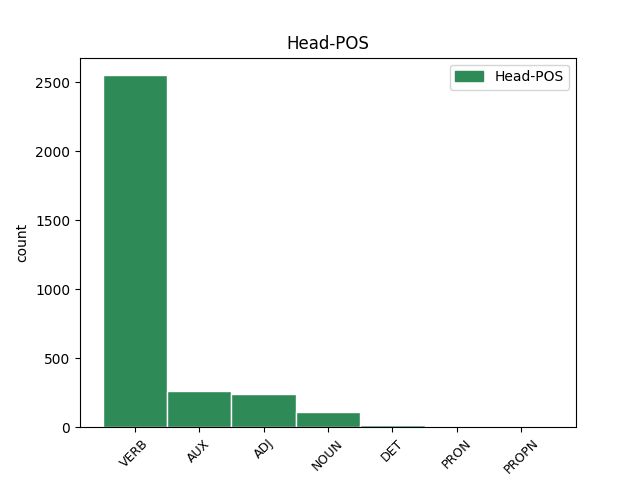 Head-POS
Head-POS
count
2500
2000
1500
1000
500
0
VERB
AUX
ADJ
NOUN
DET
PRON
PROPN